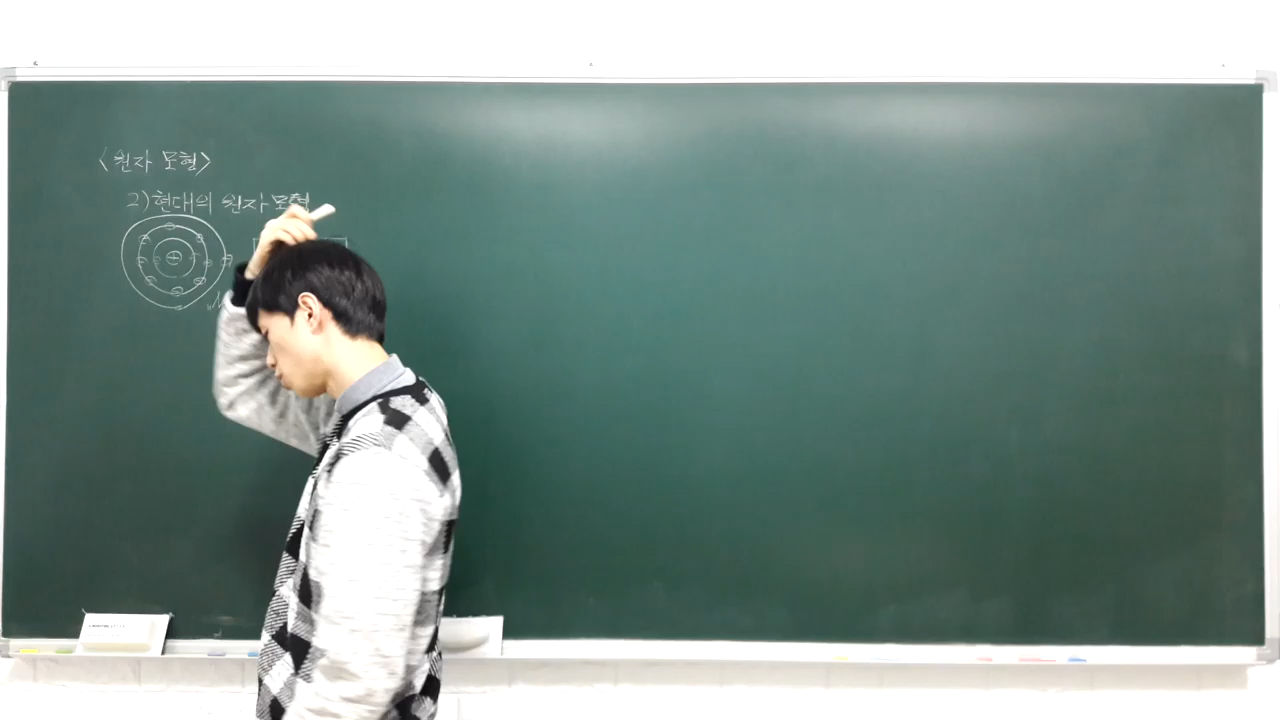 <원자 모형>
2) 현대의 원자 모형